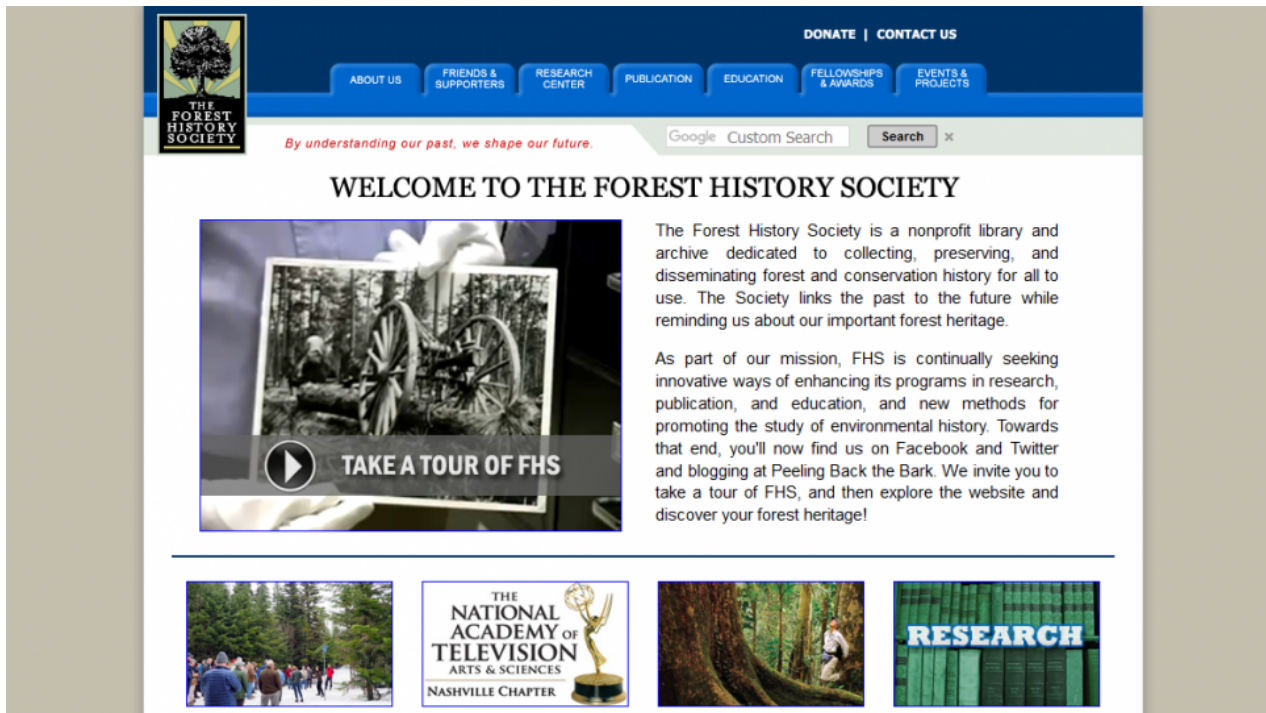 DONATE | CONTACT US
ABOUT US
FRIENDS &
SUPPORTERS
RESEARCH
CENTER
PUBLICATION
EDUCATION
FELLOWSHIPS
& AWARDS
EVENTS &
PROJECTS
THE
FOREST
HISTORY
SOCIETY
By understanding our past, we shape our future.
Google Custom Search
Search ×
WELCOME TO THE FOREST HISTORY SOCIETY
TAKE A TOUR OF FHS
The Forest History Society is a nonprofit library and
archive dedicated to collecting, preserving, and
disseminating forest and conservation history for all to
use. The Society links the past to the future while
reminding us about our important forest heritage.
As part of our mission, FHS is continually seeking
innovative ways of enhancing its programs in research,
publication, and education, and new methods for
promoting the study of environmental history. Towards
that end, you'll now find us on Facebook and Twitter
and blogging at Peeling Back the Bark. We invite you to
take a tour of FHS, and then explore the website and
discover your forest heritage!
THE
NATIONAL
ACADEMY OF
TELEVISION
ARTS & SCIENCES
NASHVILLE CHAPTER
RESEARCH